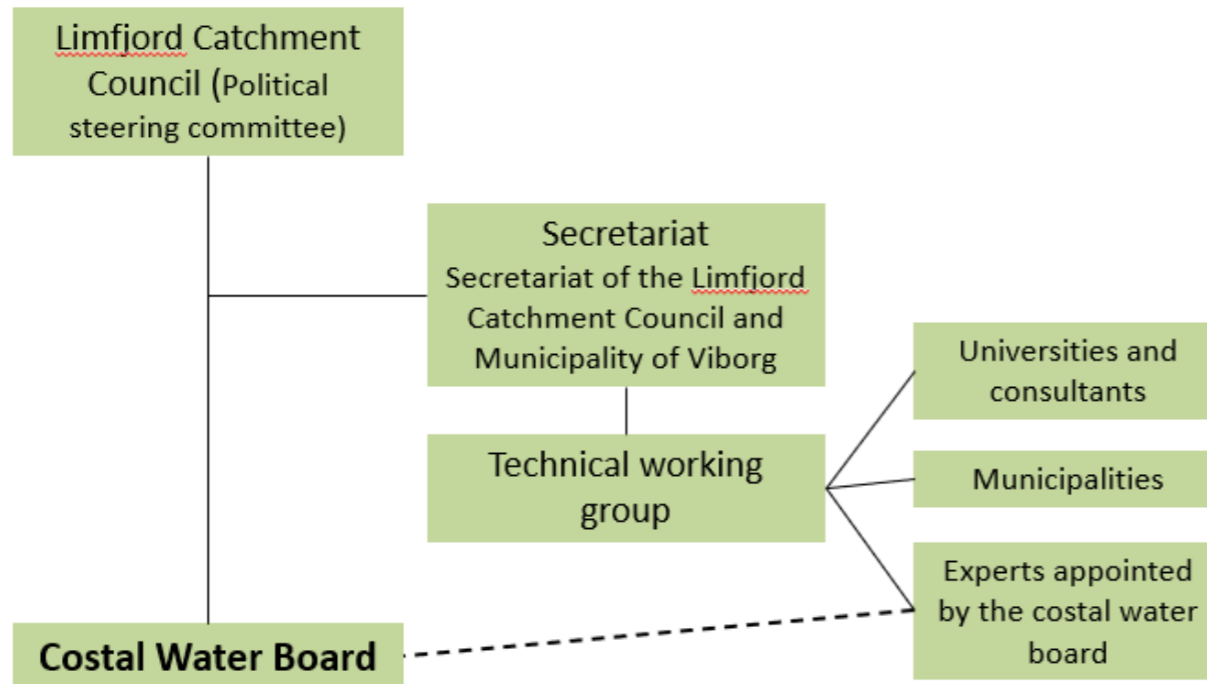 Limfjord Catchment
Council (Political
steering committee)
Secretariat
Secretariat of the Limfjord
Catchment Council and
Municipality of Viborg
Technical working
group
Universities and
consultants
Municipalities
Experts appointed
by the costal water
board
Costal Water Board